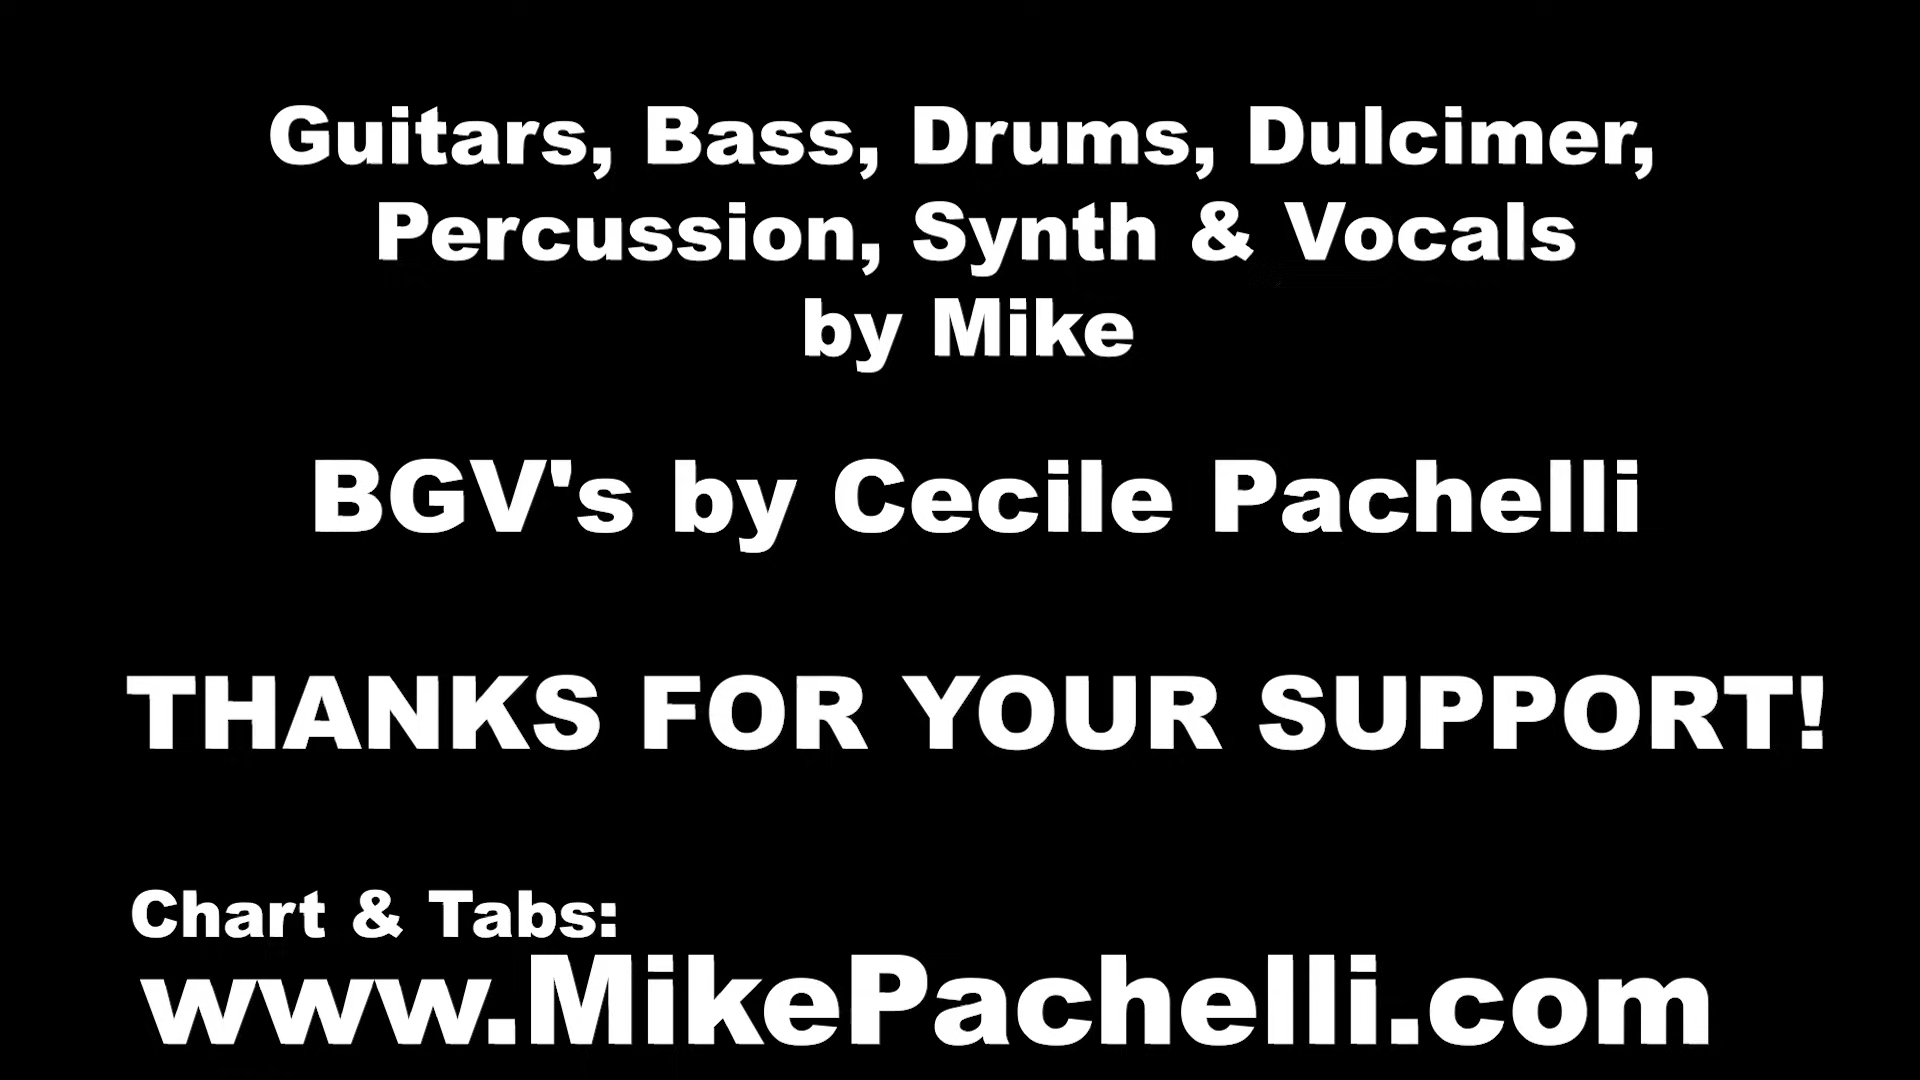 Guitars, Bass, Drums, Dulcimer,
Percussion, Synth & Vocals
by Mike
BGV's by Cecile Pachelli
THANKS FOR YOUR SUPPORT!
Chart & Tabs:
www.MikePachelli.com